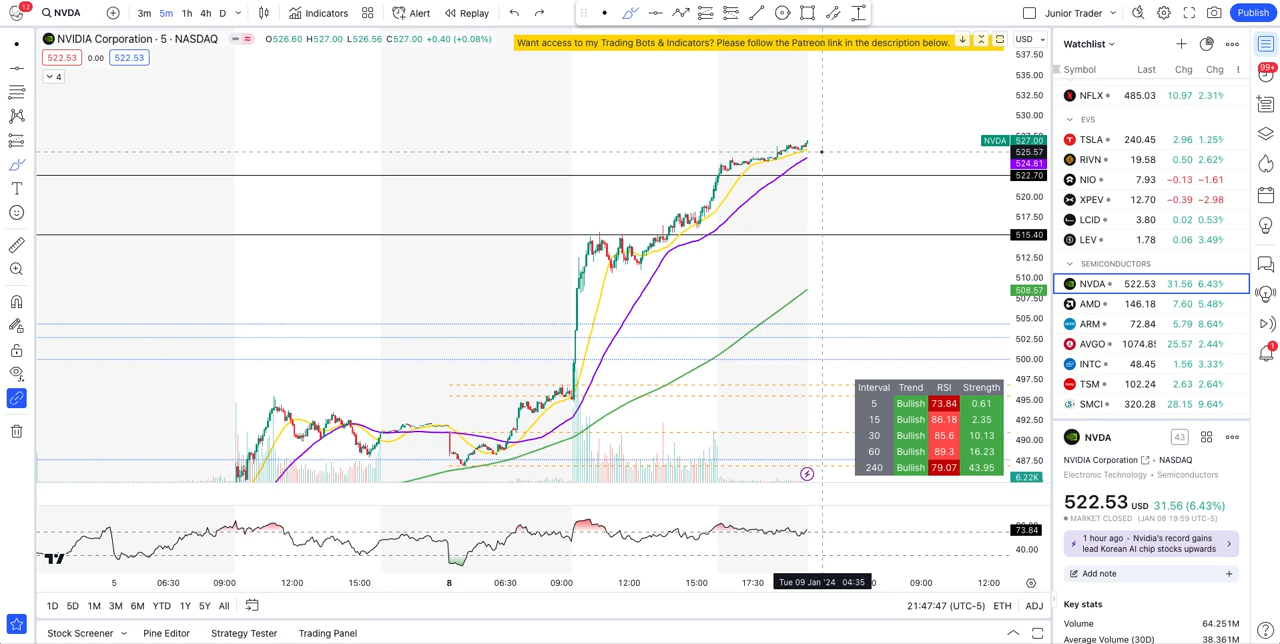 12
NVDA
3m 5m 1h 4h D
Indicators
Alert
Replay
Junior Trader
Publish
NVIDIA Corporation · 5 · NASDAQ
O526.60 H527.00 L526.56 C527.00 +0.40 (+0.08%)
Want access to my Trading Bots & Indicators? Please follow the Patreon link in the description below.
USD
522.53 0.00 522.53
4
537.50
535.00
532.50
530.00
NVDA 527.00
525.57
524.81
522.70
520.00
517.50
515.40
512.50
510.00
508.57
507.50
505.00
502.50
500.00
497.50
495.00
492.50
490.00
487.50
6.22K
Interval Trend RSI Strength
5 Bullish 73.84 0.61
15 Bullish 86.18 2.35
30 Bullish 85.6 10.13
60 Bullish 89.3 16.23
240 Bullish 79.07 43.95
73.84
40.00
5 06:30 09:00 12:00 15:00 8 06:30 09:00 12:00 15:00 17:30 Tue 09 Jan '24 04:35 09:00 12:00
1D 5D 1M 3M 6M YTD 1Y 5Y All
21:47:47 (UTC-5) ETH ADJ
Stock Screener Pine Editor Strategy Tester Trading Panel
Watchlist
Symbol Last Chg Chg
NFLX 485.03 10.97 2.31%
EVS
TSLA 240.45 2.96 1.25%
RIVN 19.58 0.50 2.62%
NIO 7.93 −0.13 −1.61
XPEV 12.70 −0.39 −2.98
LCID 3.80 0.02 0.53%
LEV 1.78 0.06 3.49%
SEMICONDUCTORS
NVDA 522.53 31.56 6.43%
AMD 146.18 7.60 5.48%
ARM 72.84 5.79 8.64%
AVGO 1074.85 25.57 2.44%
INTC 48.45 1.56 3.33%
TSM 102.24 2.63 2.64%
SMCI 320.28 28.15 9.64%
NVDA
43
NVIDIA Corporation • NASDAQ
Electronic Technology • Semiconductors
522.53 USD 31.56 (6.43%)
MARKET CLOSED (JAN 08 19:59 UTC-5)
1 hour ago • Nvidia's record gains
lead Korean AI chip stocks upwards
Add note
Key stats
Volume 64.251M
Average Volume (30D) 38.361M
99+
1